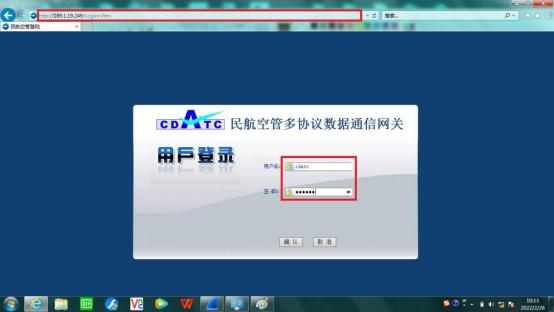 http://169.1.19.249/Loginn.htm
搜索...
民航空管登陆
CDATC 民航空管多协议数据通信网关
用戶登录
用户名: cdatc
密 码: ●●●●●●
确 认 取 消
10:13
2022/2/26